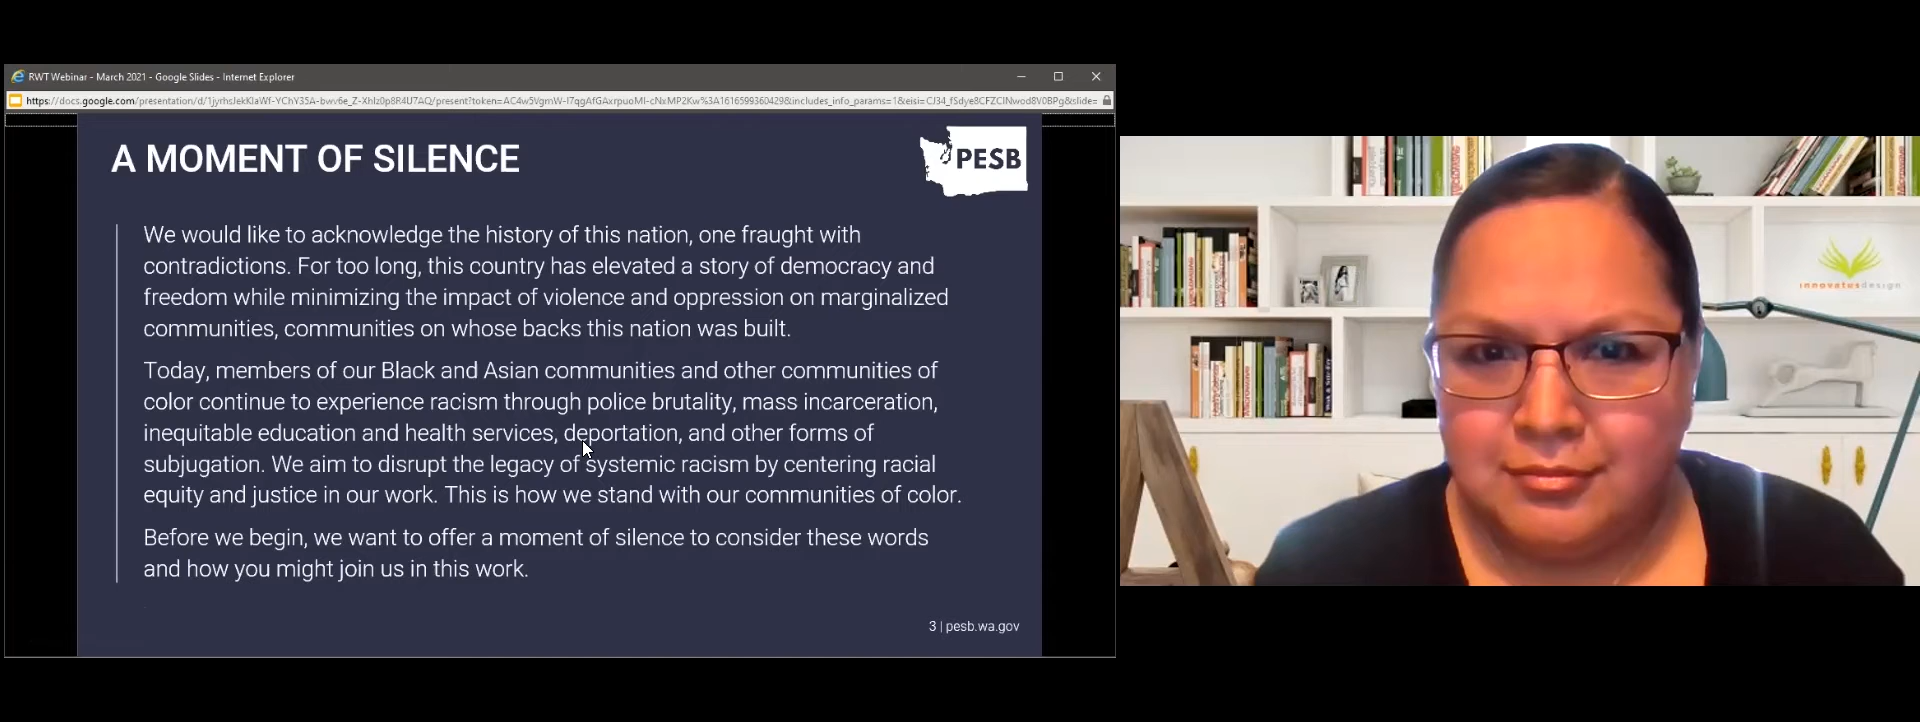 RWT Webinar - March 2021 - Google Slides - Internet Explorer
A MOMENT OF SILENCE
PESB
We would like to acknowledge the history of this nation, one fraught with
contradictions. For too long, this country has elevated a story of democracy and
freedom while minimizing the impact of violence and oppression on marginalized
communities, communities on whose backs this nation was built.
Today, members of our Black and Asian communities and other communities of
color continue to experience racism through police brutality, mass incarceration,
inequitable education and health services, deportation, and other forms of
subjugation. We aim to disrupt the legacy of systemic racism by centering racial
equity and justice in our work. This is how we stand with our communities of color.
Before we begin, we want to offer a moment of silence to consider these words
and how you might join us in this work.
3 | pesb.wa.gov
innovatusdesign